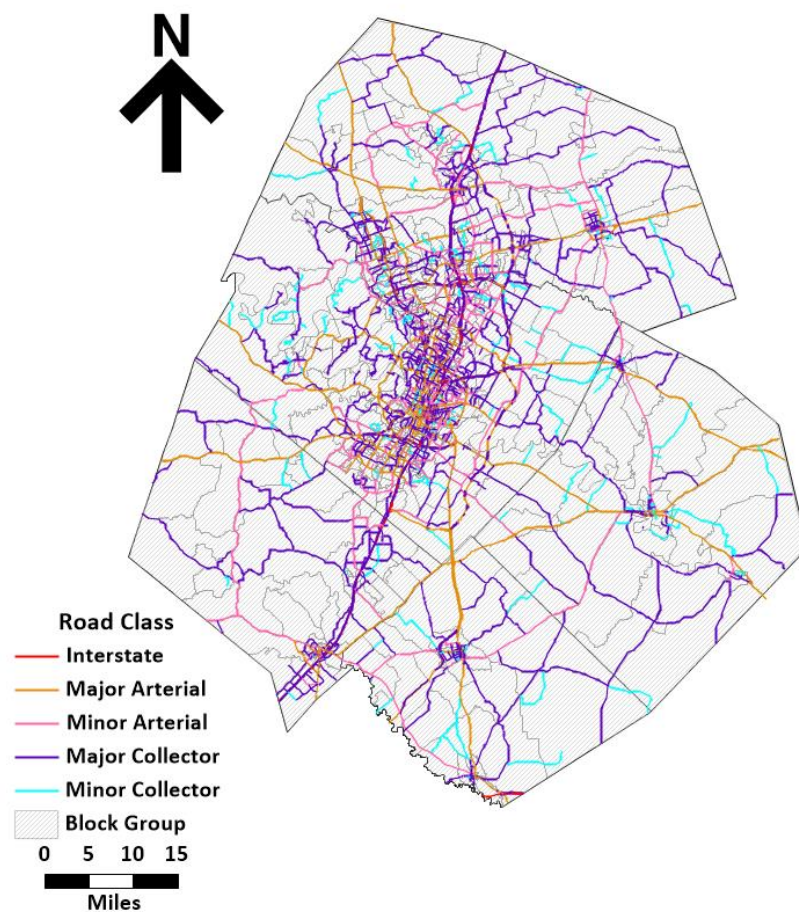 N
Road Class
Interstate
Major Arterial
Minor Arterial
Major Collector
Minor Collector
Block Group
0 5 10 15
Miles